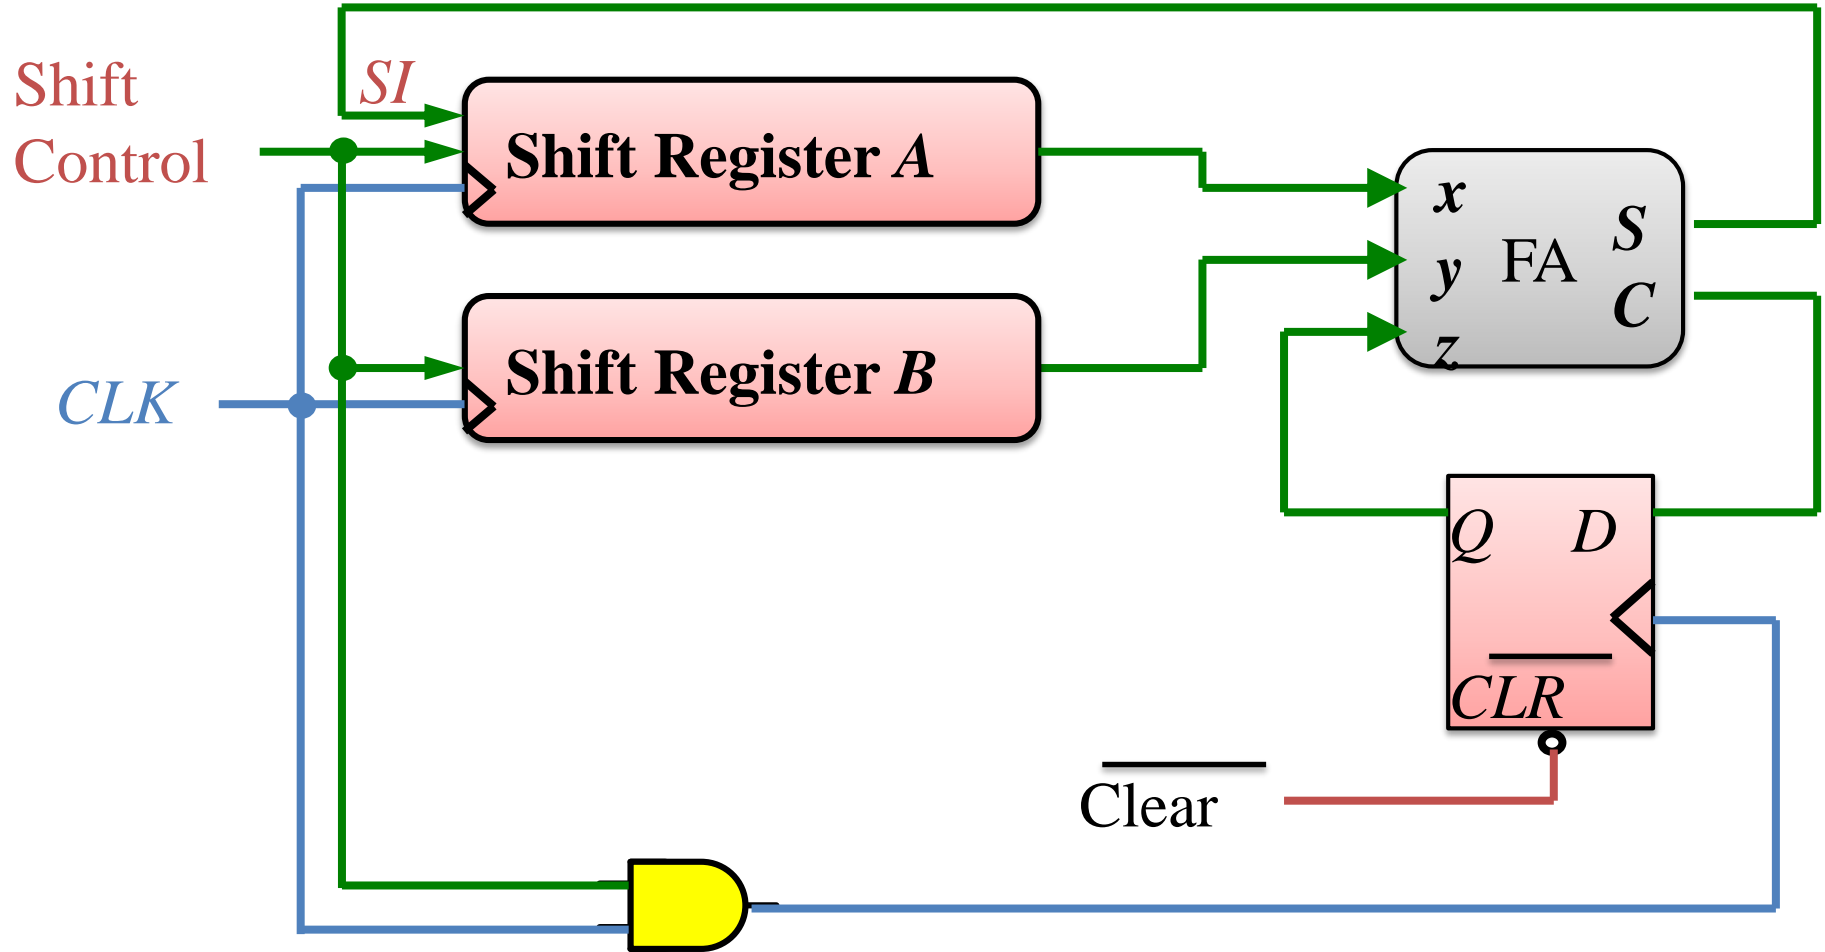 Shift
Control
SI
Shift Register A
x
y
z
FA
S
C
Shift Register B
CLK
Q
D
CLR
Clear